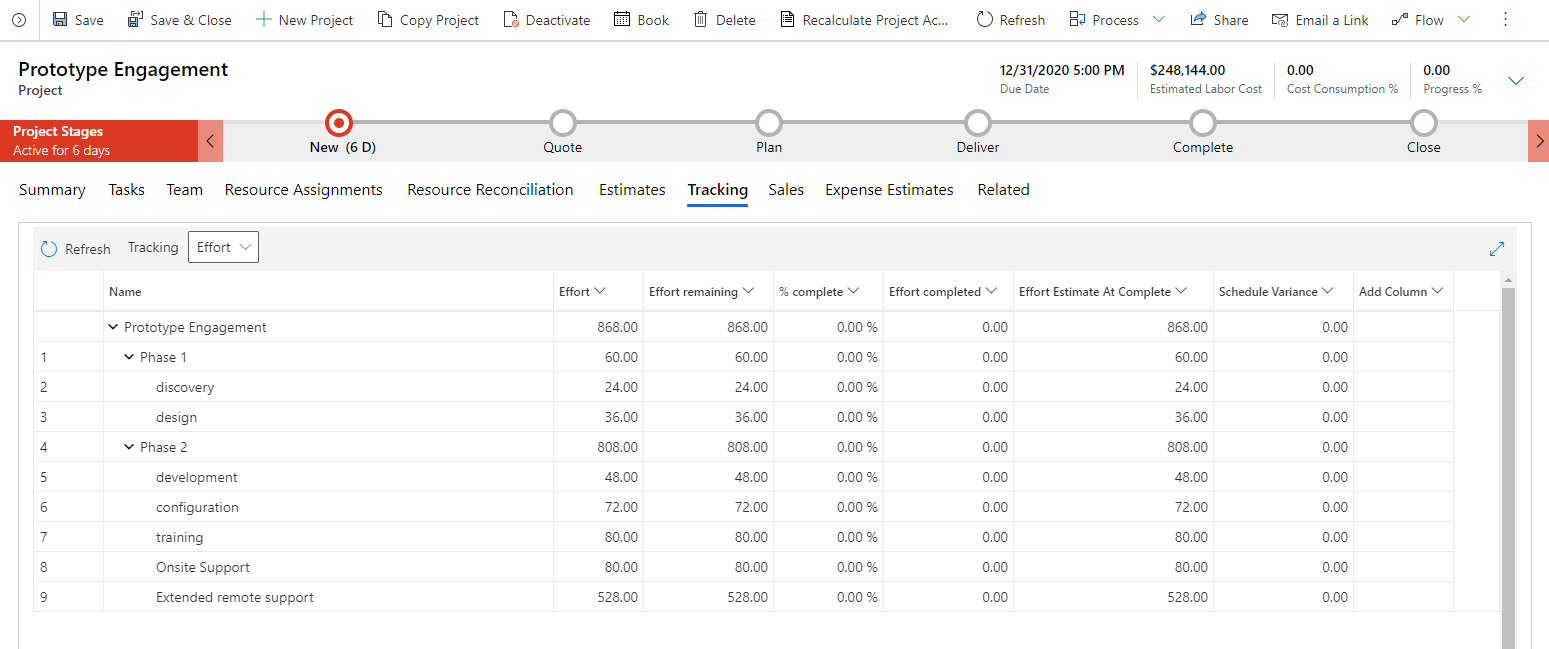 Save Save & Close New Project Copy Project Deactivate Book Delete Recalculate Project Ac... Refresh Process Share Email a Link Flow
Prototype Engagement
Project
12/31/2020 5:00 PM $248,144.00 0.00 0.00
Due Date Estimated Labor Cost Cost Consumption % Progress %
Project Stages
Active for 6 days
New (6 D) Quote Plan Deliver Complete Close
Summary Tasks Team Resource Assignments Resource Reconciliation Estimates Tracking Sales Expense Estimates Related
Refresh Tracking Effort
Name Effort Effort remaining % complete Effort completed Effort Estimate At Complete Schedule Variance Add Column
Prototype Engagement 868.00 868.00 0.00 % 0.00 868.00 0.00
1 Phase 1 60.00 60.00 0.00 % 0.00 60.00 0.00
2 discovery 24.00 24.00 0.00 % 0.00 24.00 0.00
3 design 36.00 36.00 0.00 % 0.00 36.00 0.00
4 Phase 2 808.00 808.00 0.00 % 0.00 808.00 0.00
5 development 48.00 48.00 0.00 % 0.00 48.00 0.00
6 configuration 72.00 72.00 0.00 % 0.00 72.00 0.00
7 training 80.00 80.00 0.00 % 0.00 80.00 0.00
8 Onsite Support 80.00 80.00 0.00 % 0.00 80.00 0.00
9 Extended remote support 528.00 528.00 0.00 % 0.00 528.00 0.00